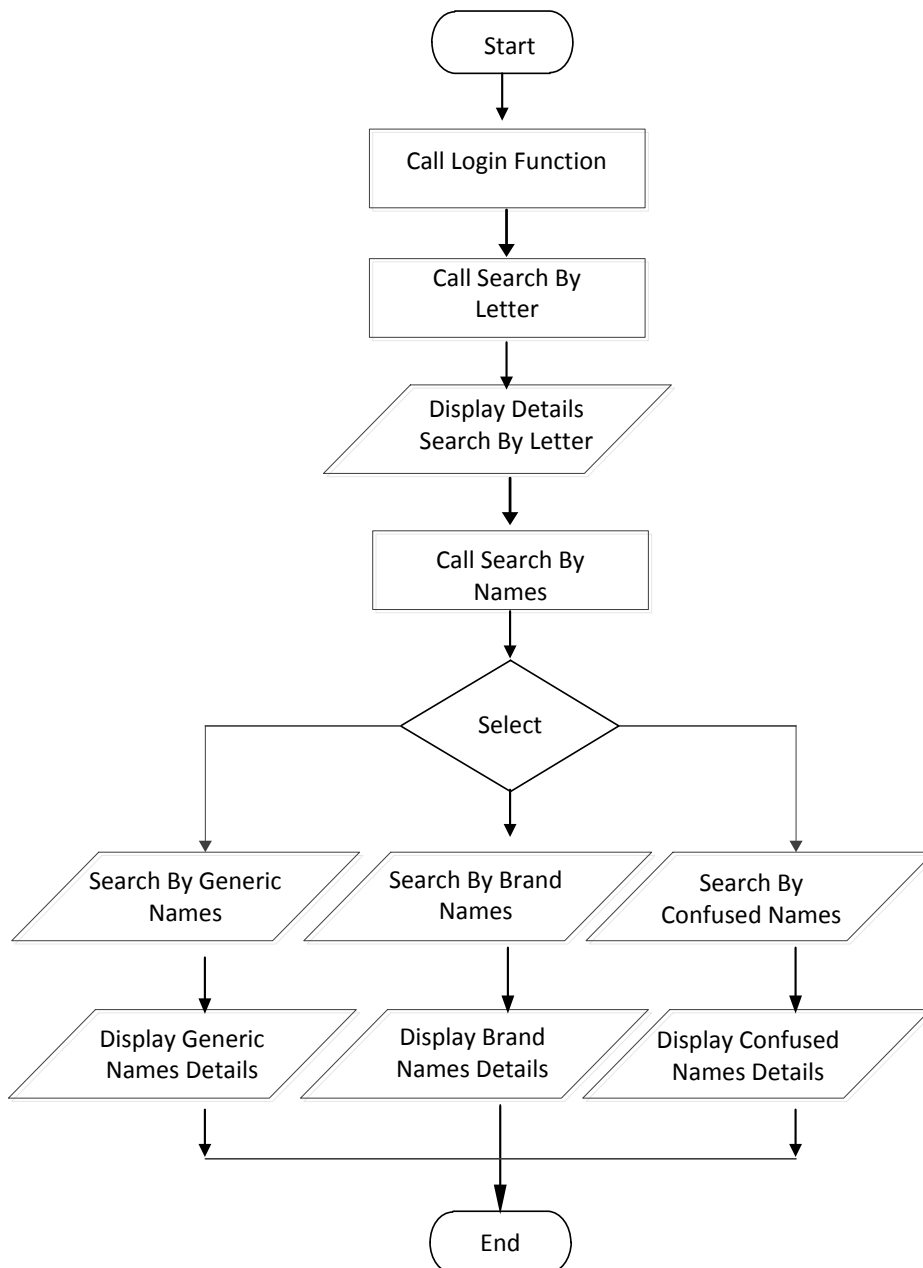 Start
Call Login Function
Call Search By
Letter
Display Details
Search By Letter
Call Search By
Names
Select
Search By Generic
Names
Search By Brand
Names
Search By
Confused Names
Display Generic
Names Details
Display Brand
Names Details
Display Confused
Names Details
End